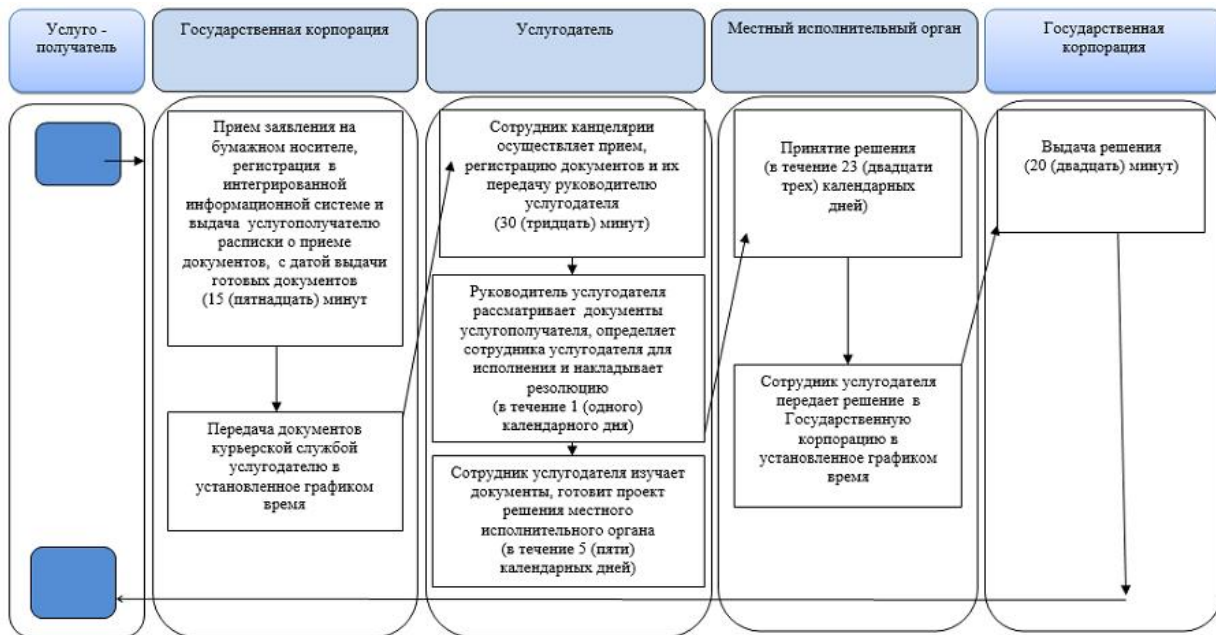 Услуго -
получатель
Государственная корпорация
Услугодатель
Местный исполнительный орган
Государственная
корпорация
Прием заявления на
бумажном носителе,
регистрация в
интегрированной
информационной системе и
выдача услугополучателю
расписки о приеме
документов, с датой выдачи
готовых документов
(15 (пятнадцать) минут
Передача документов
курьерской службой
услугодателю в
установленное графиком
время
Сотрудник канцелярии
осуществляет прием,
регистрацию документов и их
передачу руководителю
услугодателя
(30 (тридцать) минут)
Руководитель услугодателя
рассматривает документы
услугополучателя, определяет
сотрудника услугодателя для
исполнения и накладывает
резолюцию
(в течение 1 (одного)
календарного дня)
Сотрудник услугодателя изучает
документы, готовит проект
решения местного
исполнительного органа
(в течение 5 (пяти)
календарных дней)
Принятие решения
(в течение 23 (двадцати
трех) календарных
дней)
Сотрудник услугодателя
передает решение в
Государственную
корпорацию в
установленное графиком
время
Выдача решения
(20 (двадцать) минут)